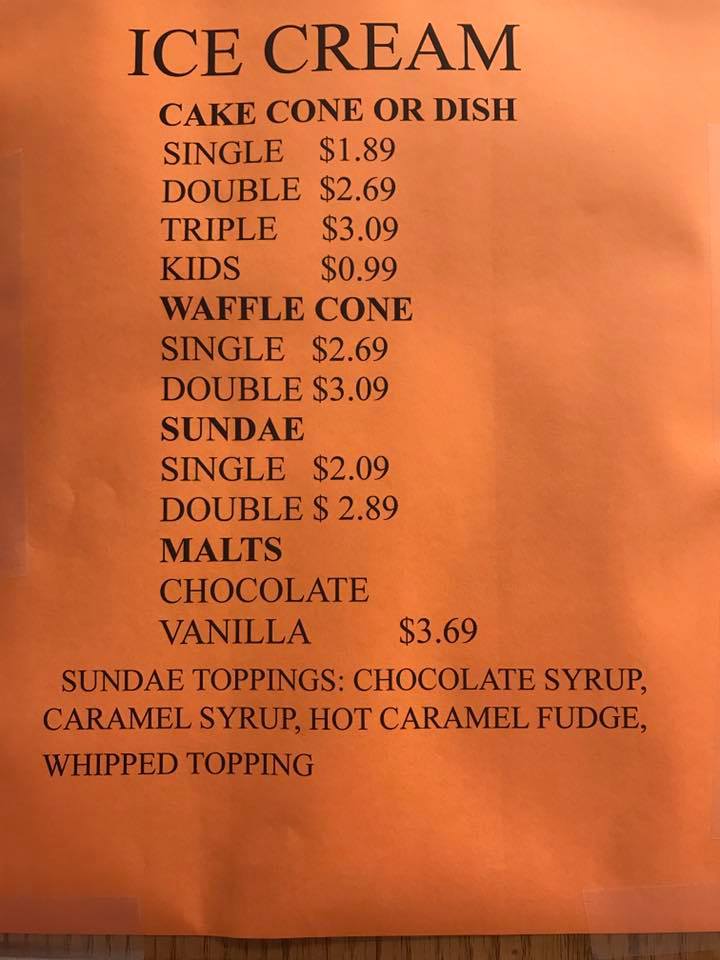 ICE CREAM
CAKE CONE OR DISH
SINGLE $1.89
DOUBLE $2.69
TRIPLE $3.09
KIDS $0.99
WAFFLE CONE
SINGLE $2.69
DOUBLE $3.09
SUNDAE
SINGLE $2.09
DOUBLE $ 2.89
MALTS
CHOCOLATE
VANILLA $3.69
SUNDAE TOPPINGS: CHOCOLATE SYRUP,
CARAMEL SYRUP, HOT CARAMEL FUDGE,
WHIPPED TOPPING